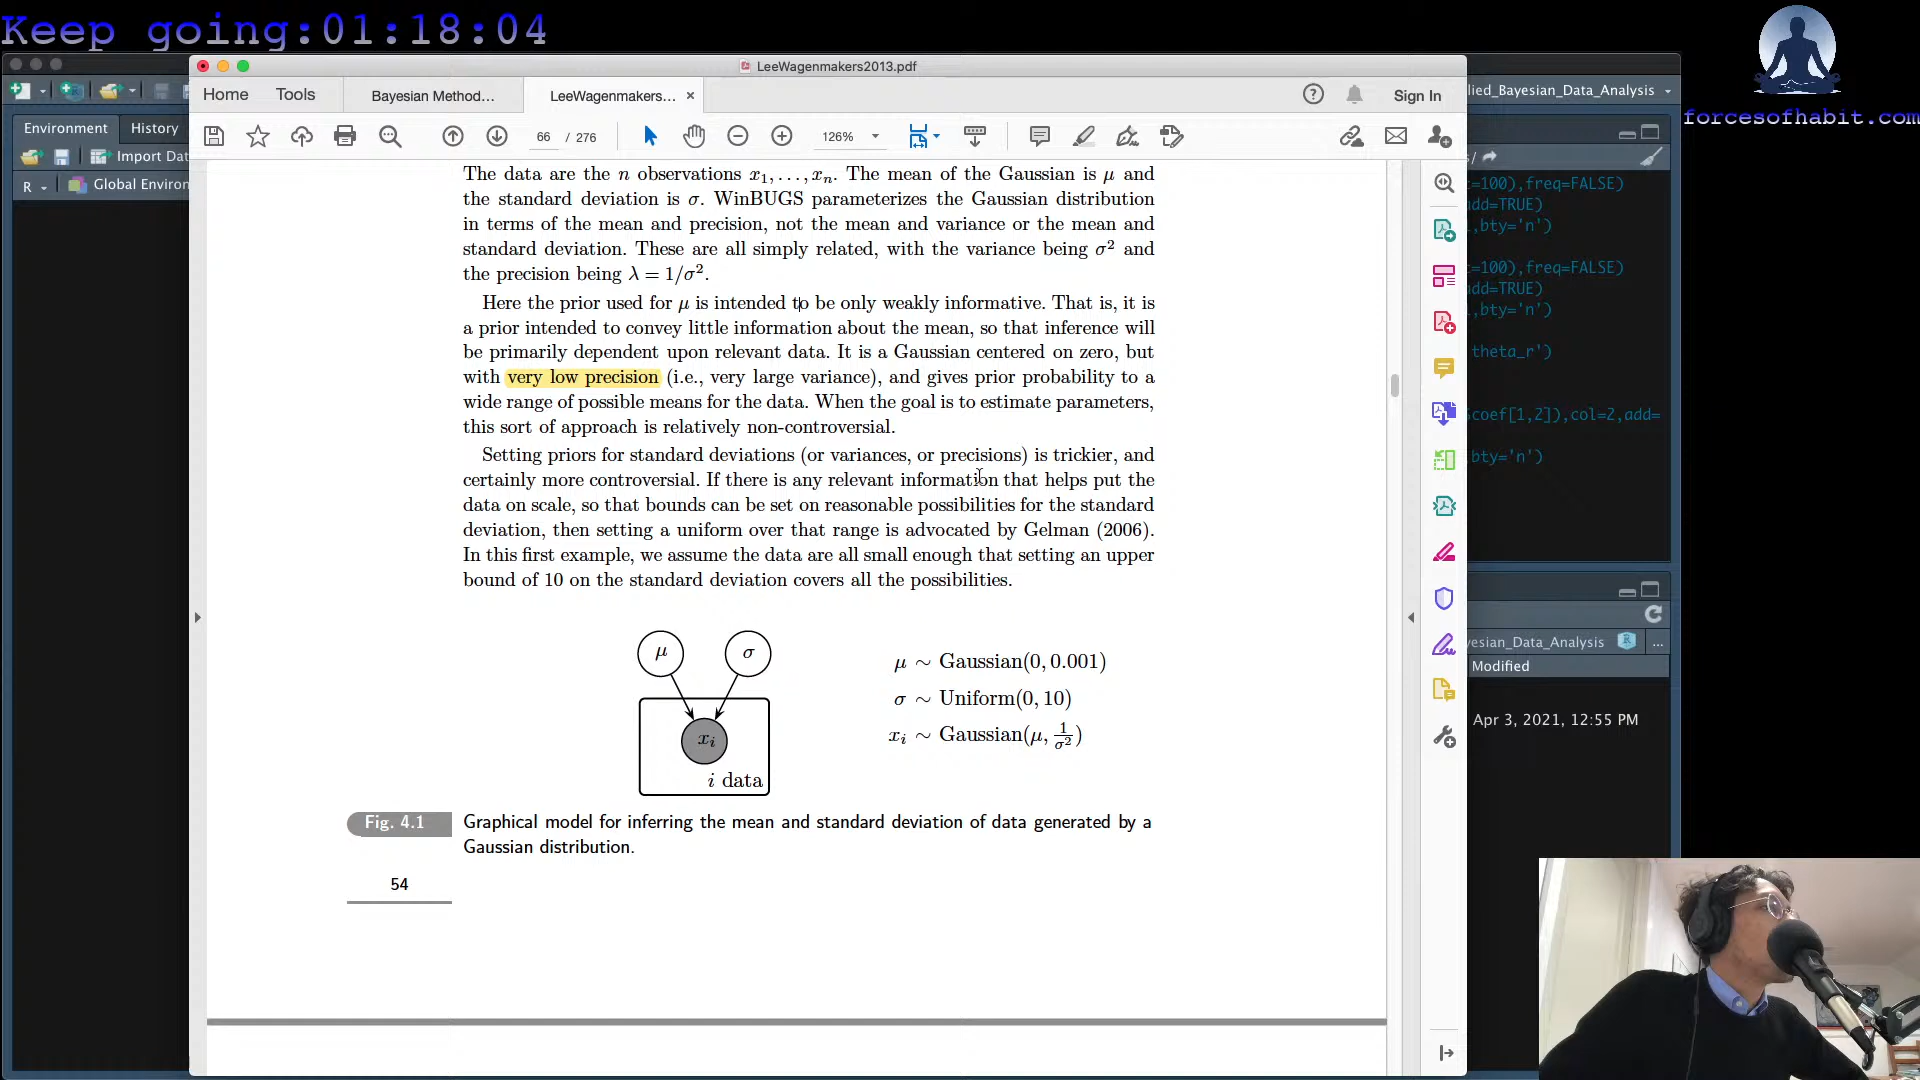 Keep going:01:18:04
LeeWagenmakers2013.pdf
Home Tools Bayesian Method... LeeWagenmakers... × Sign In
66 / 276 126%
The data are the n observations x1, . . . , xn. The mean of the Gaussian is μ and
the standard deviation is σ. WinBUGS parameterizes the Gaussian distribution
in terms of the mean and precision, not the mean and variance or the mean and
standard deviation. These are all simply related, with the variance being σ² and
the precision being λ = 1/σ².
Here the prior used for μ is intended to be only weakly informative. That is, it is
a prior intended to convey little information about the mean, so that inference will
be primarily dependent upon relevant data. It is a Gaussian centered on zero, but
with very low precision (i.e., very large variance), and gives prior probability to a
wide range of possible means for the data. When the goal is to estimate parameters,
this sort of approach is relatively non-controversial.
Setting priors for standard deviations (or variances, or precisions) is trickier, and
certainly more controversial. If there is any relevant information that helps put the
data on scale, so that bounds can be set on reasonable possibilities for the standard
deviation, then setting a uniform over that range is advocated by Gelman (2006).
In this first example, we assume the data are all small enough that setting an upper
bound of 10 on the standard deviation covers all the possibilities.
μ σ
xi
i data
μ ∼ Gaussian(0, 0.001)
σ ∼ Uniform(0, 10)
xi ∼ Gaussian(μ, 1/σ²)
Fig. 4.1 Graphical model for inferring the mean and standard deviation of data generated by a
Gaussian distribution.
54
Environment History
Import Dat
R Global Environ
lied_Bayesian_Data_Analysis
forcesofhabit.com
s/
t=100),freq=FALSE)
add=TRUE)
,bty='n')
t=100),freq=FALSE)
add=TRUE)
,bty='n')
theta_r')
$coef[1,2]),col=2,add=
bty='n')
yesian_Data_Analysis ...
Modified
Apr 3, 2021, 12:55 PM